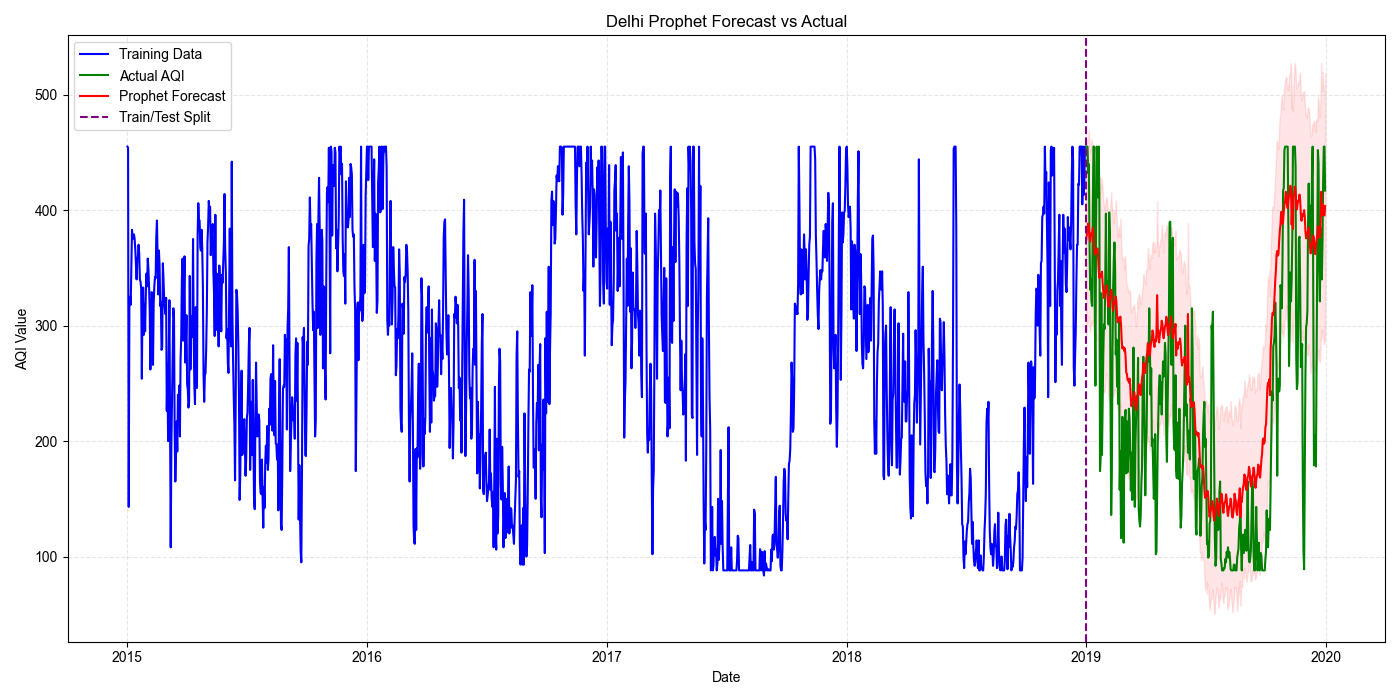 Delhi Prophet Forecast vs Actual
Training Data
Actual AQI
Prophet Forecast
Train/Test Split
AQI Value
500
400
300
200
100
2015
2016
2017
2018
2019
2020
Date